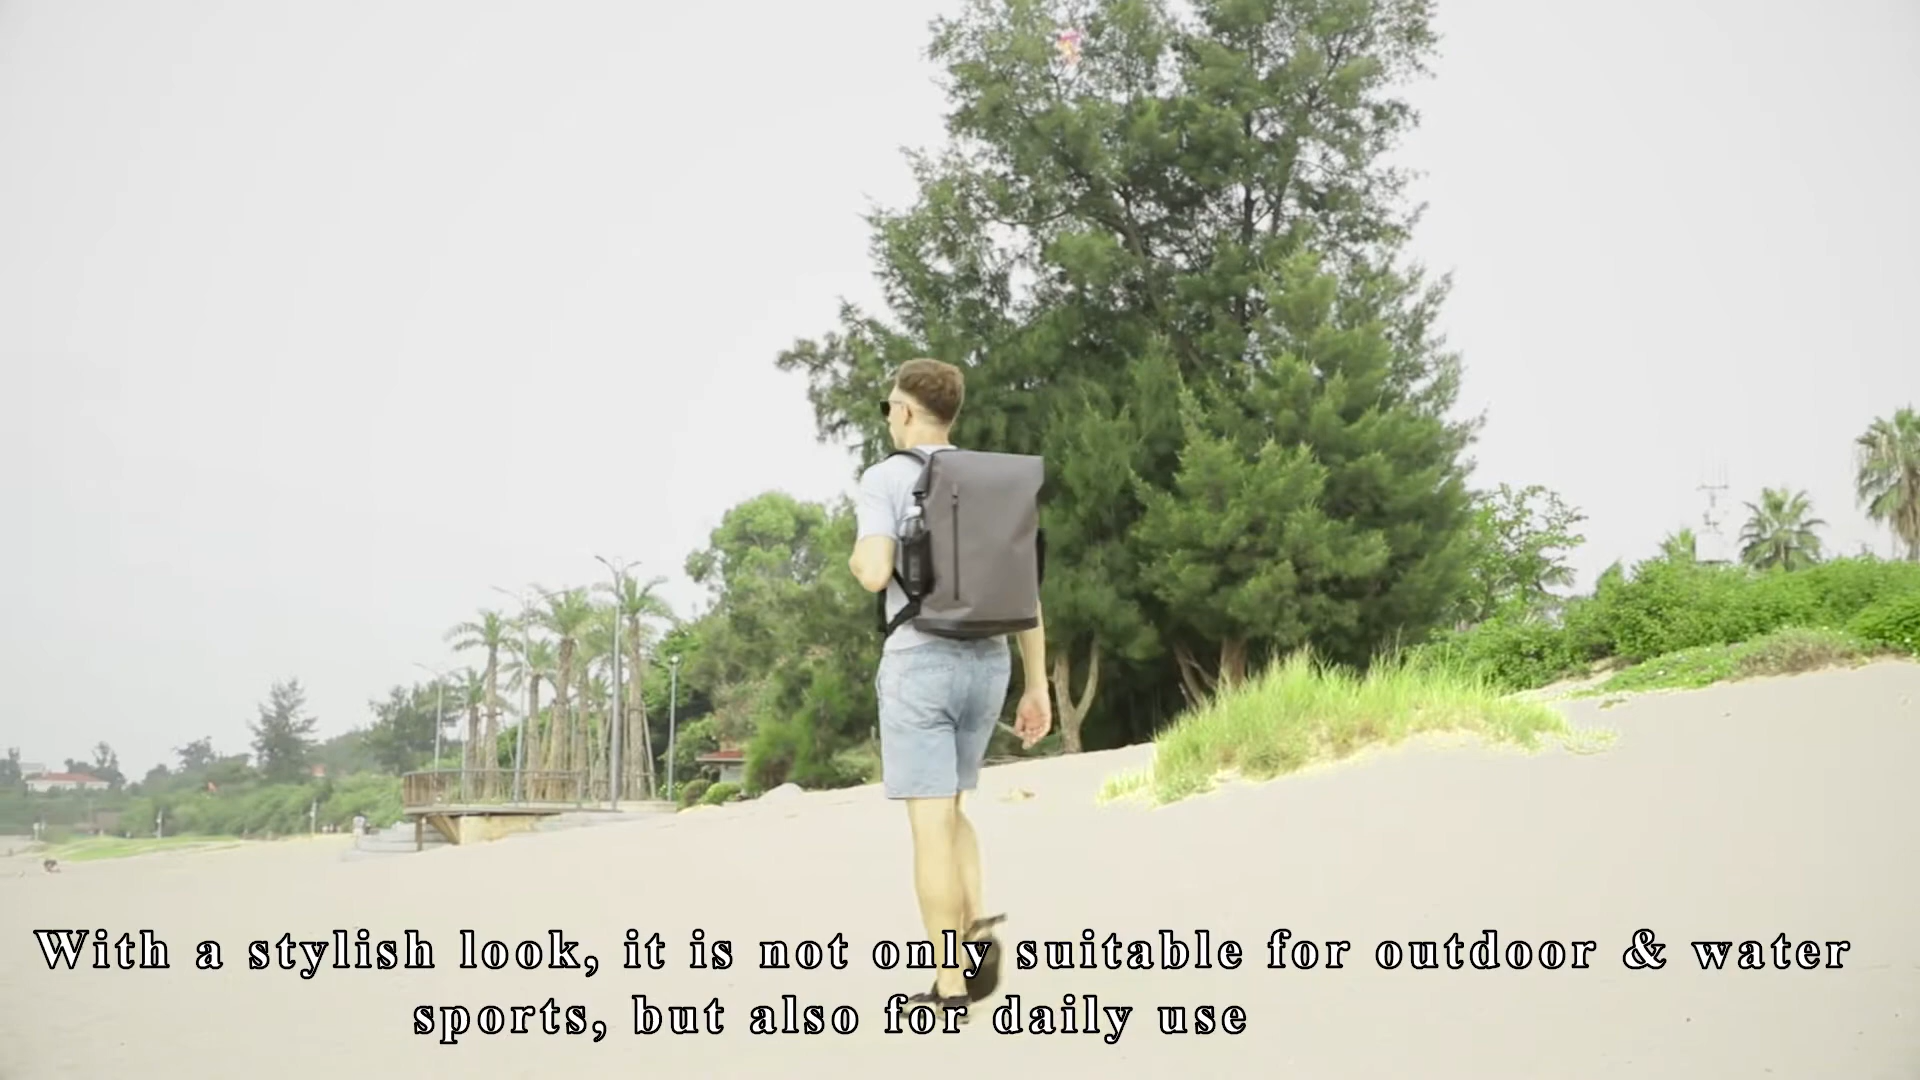 With a stylish look, it is not only suitable for outdoor & water
sports, but also for daily use